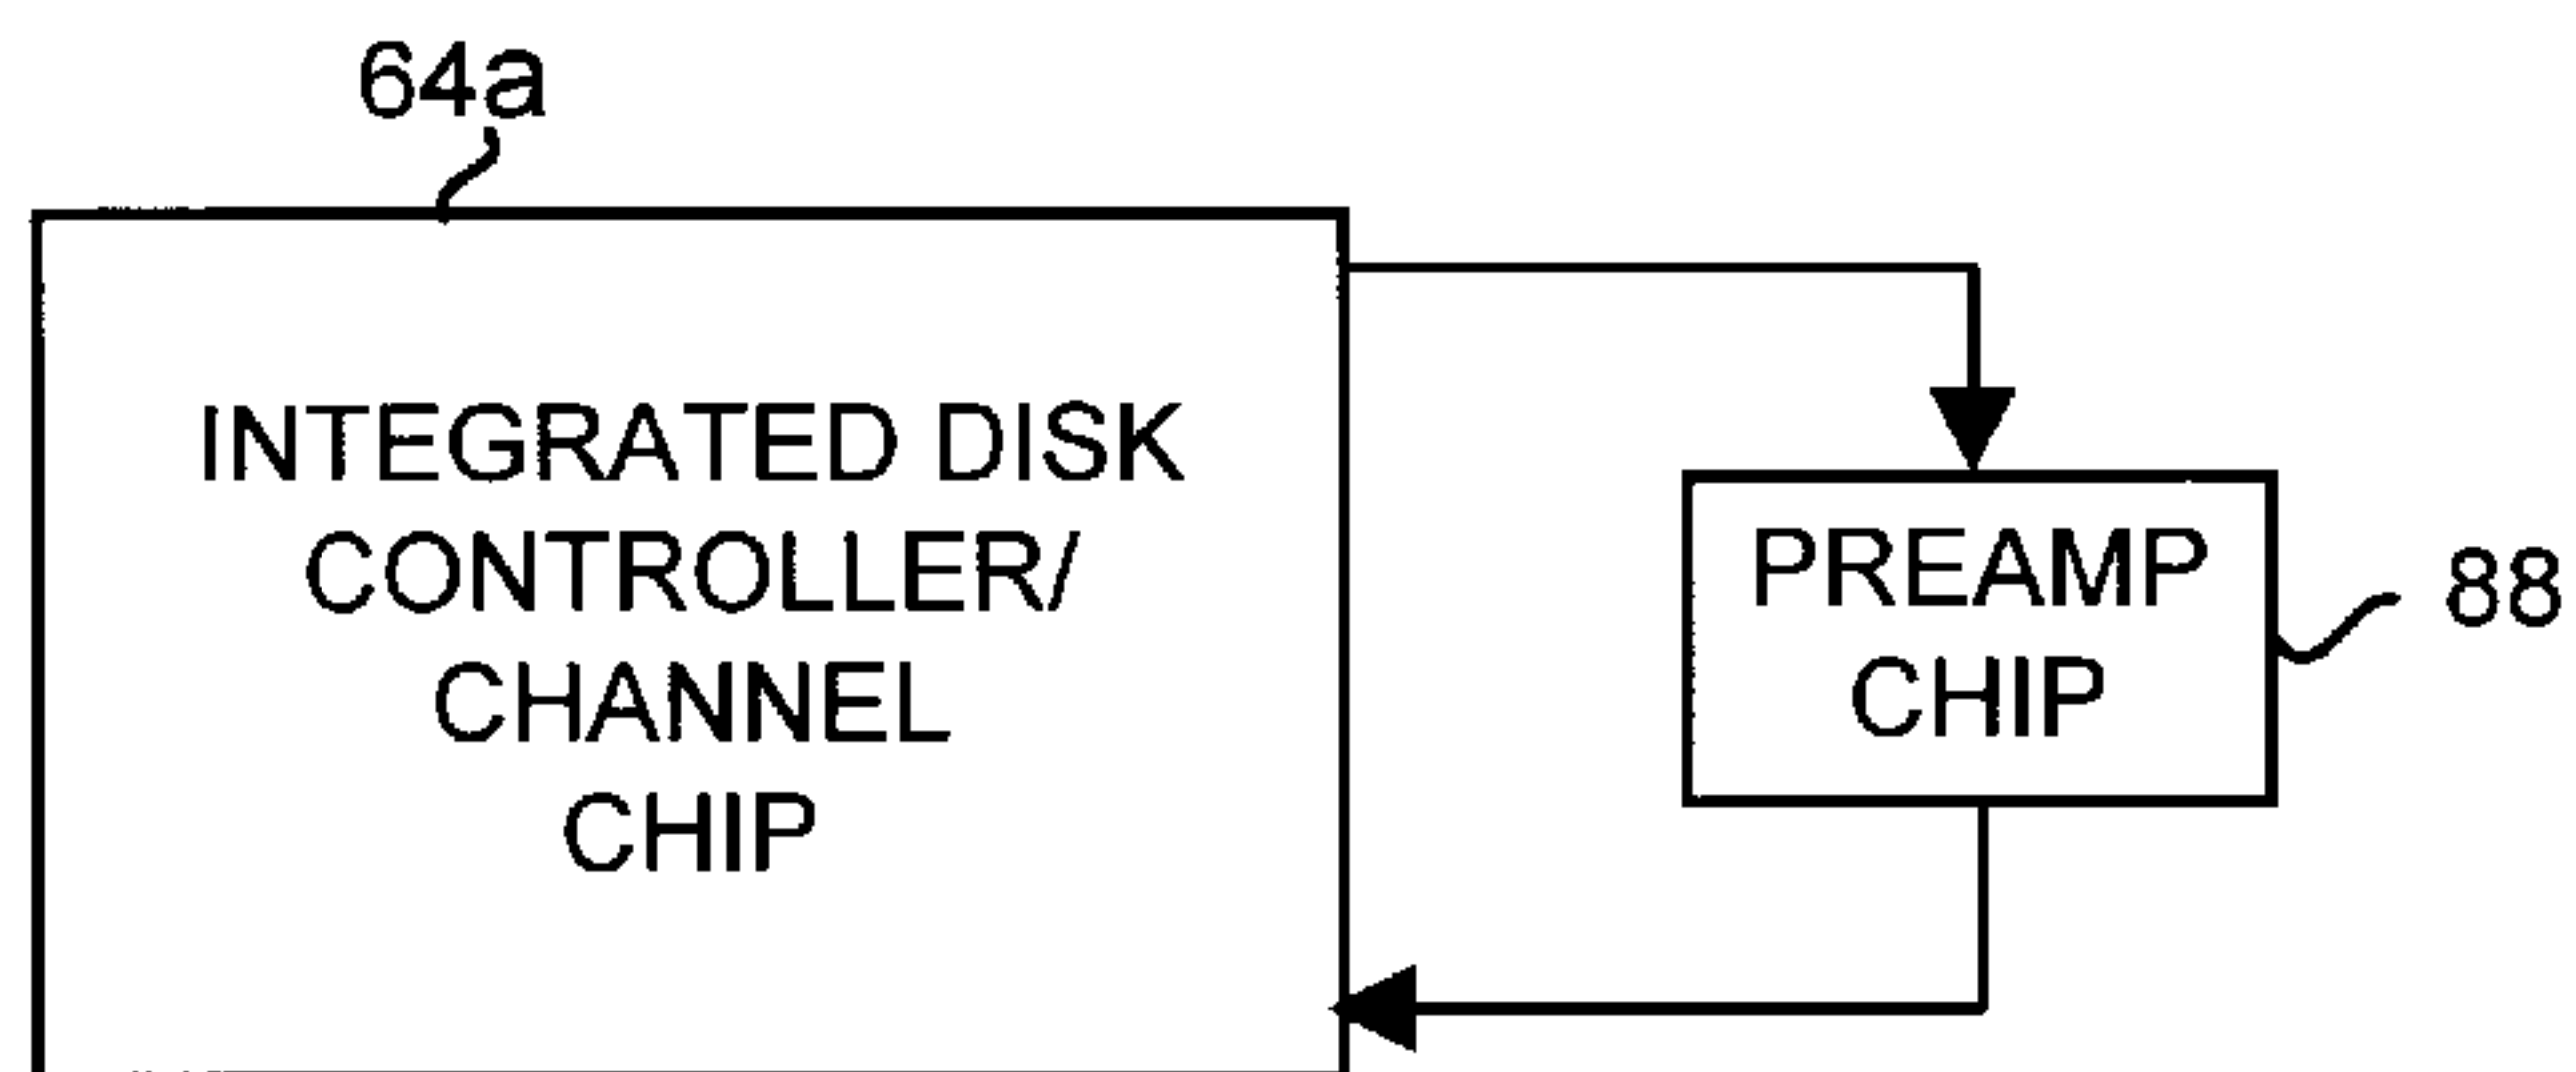 64a
INTEGRATED DISK
CONTROLLER/
CHANNEL
CHIP
PREAMP
CHIP
88